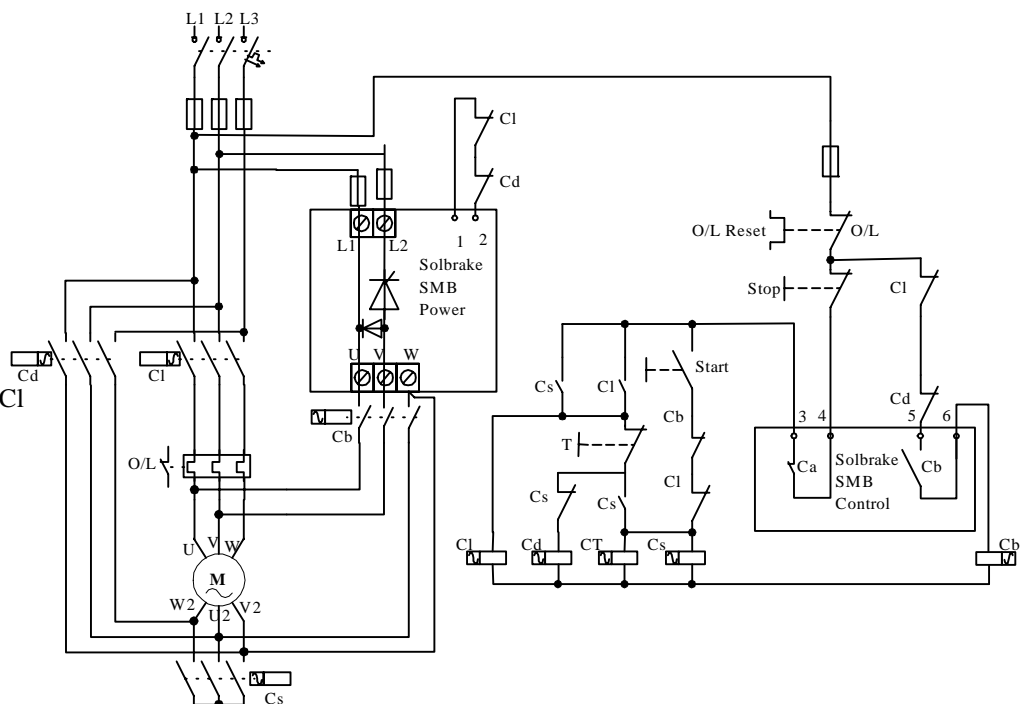 L1 L2 L3
Cl
Cd
O/L Reset
O/L
L1
L2
1 2
Solbrake
SMB
Power
Stop
Cl
U V W
Cs
Cl
Start
Cd
Cl
Cd
Cl
Cb
Cb
3 4
5 6
T
O/L
Ca
Solbrake
SMB
Control
Cb
Cs
Cs
Cl
U V W
Cl
Cd
CT
Cs
Cb
M
W2
U2
V2
Cs